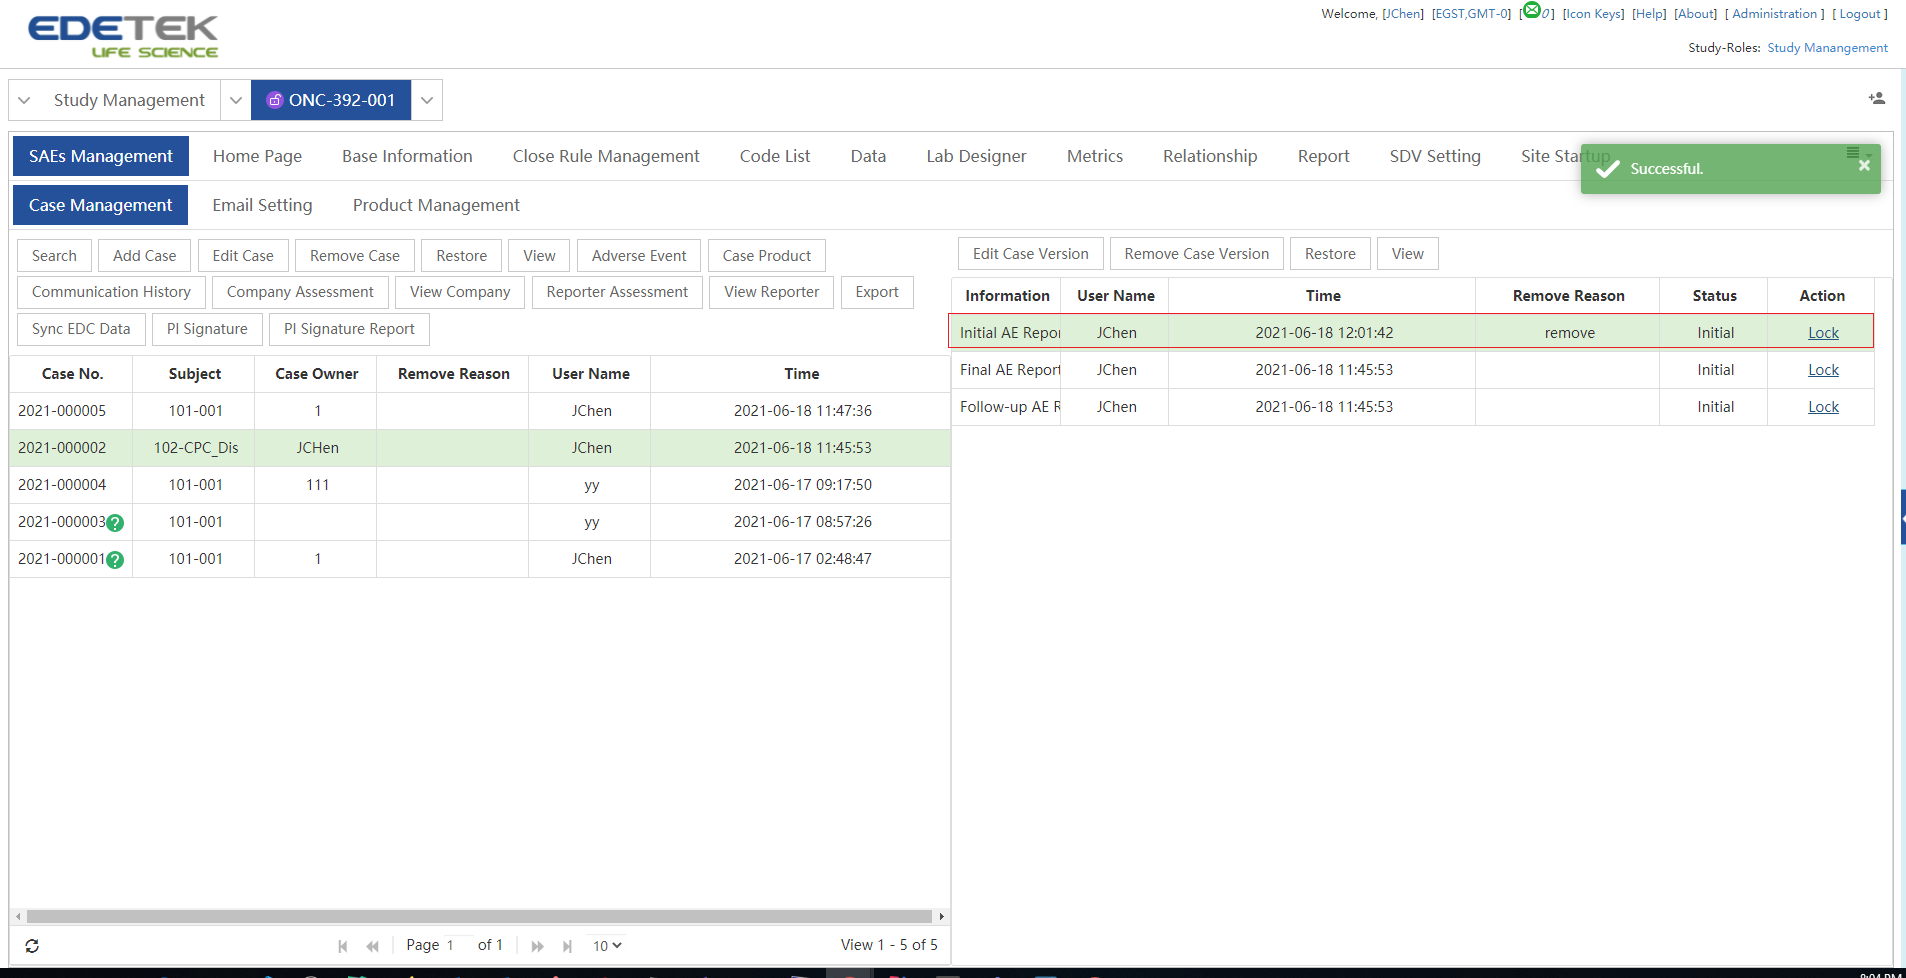 EDETEK
LIFE SCIENCE
Welcome, [JChen] [EGST,GMT-0] [0] [Icon Keys] [Help] [About] [ Administration ] [ Logout ]
Study-Roles: Study Manangement
Study Management ONC-392-001
SAEs Management Home Page Base Information Close Rule Management Code List Data Lab Designer Metrics Relationship Report SDV Setting Site Startup
Successful.
Case Management Email Setting Product Management
Search Add Case Edit Case Remove Case Restore View Adverse Event Case Product
Communication History Company Assessment View Company Reporter Assessment View Reporter Export
Sync EDC Data PI Signature PI Signature Report
Case No. Subject Case Owner Remove Reason User Name Time
2021-000005 101-001 1 JChen 2021-06-18 11:47:36
2021-000002 102-CPC_Dis JCHen JChen 2021-06-18 11:45:53
2021-000004 101-001 111 yy 2021-06-17 09:17:50
2021-000003 ? 101-001 yy 2021-06-17 08:57:26
2021-000001 ? 101-001 1 JChen 2021-06-17 02:48:47
Edit Case Version Remove Case Version Restore View
Information User Name Time Remove Reason Status Action
Initial AE Repor JChen 2021-06-18 12:01:42 remove Initial Lock
Final AE Report JChen 2021-06-18 11:45:53 Initial Lock
Follow-up AE R JChen 2021-06-18 11:45:53 Initial Lock
Page 1 of 1 10 View 1 - 5 of 5